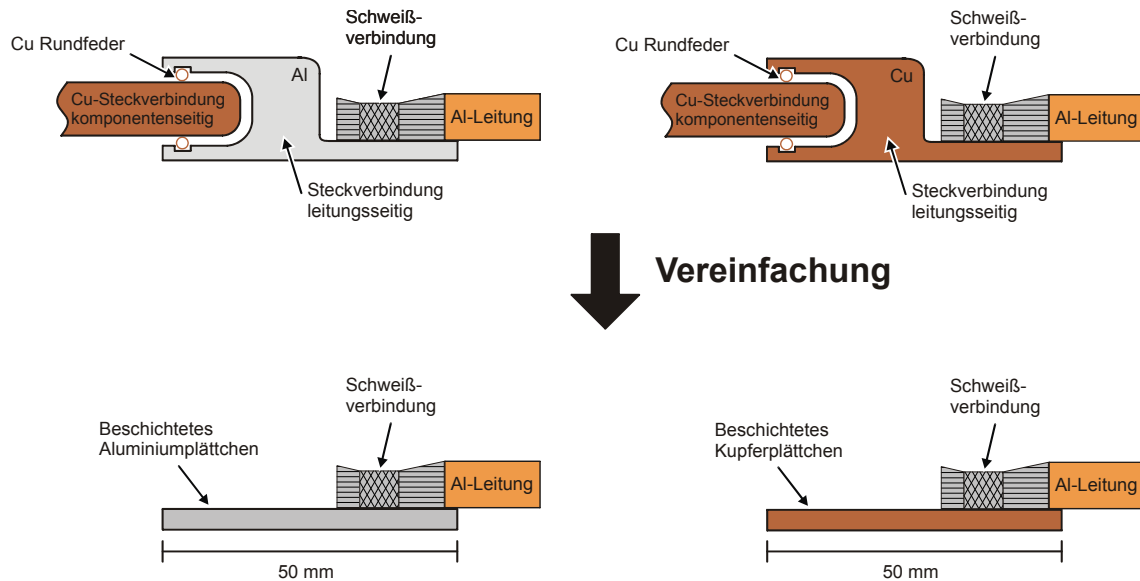 Schweiß-
verbindung
Cu Rundfeder
Al
Cu-Steckverbindung
komponentenseitig
Al-Leitung
Steckverbindung
leitungsseitig
Schweiß-
verbindung
Cu Rundfeder
Cu
Cu-Steckverbindung
komponentenseitig
Al-Leitung
Steckverbindung
leitungsseitig
Vereinfachung
Schweiß-
verbindung
Beschichtetes
Aluminiumplättchen
Al-Leitung
50 mm
Schweiß-
verbindung
Beschichtetes
Kupferplättchen
Al-Leitung
50 mm